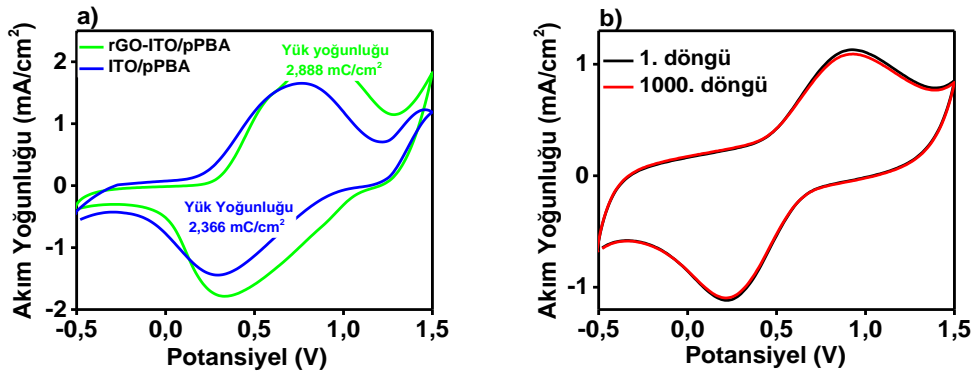 a)
rGO-ITO/pPBA
ITO/pPBA
Yük yoğunluğu
2,888 mC/cm²
Yük Yoğunluğu
2,366 mC/cm²
Akım Yoğunluğu (mA/cm²)
2
1
0
-1
-2
-0,5 0,0 0,5 1,0 1,5
Potansiyel (V)
b)
1. döngü
1000. döngü
Akım Yoğunluğu (mA/cm²)
1
0
-1
-0,5 0,0 0,5 1,0 1,5
Potansiyel (V)